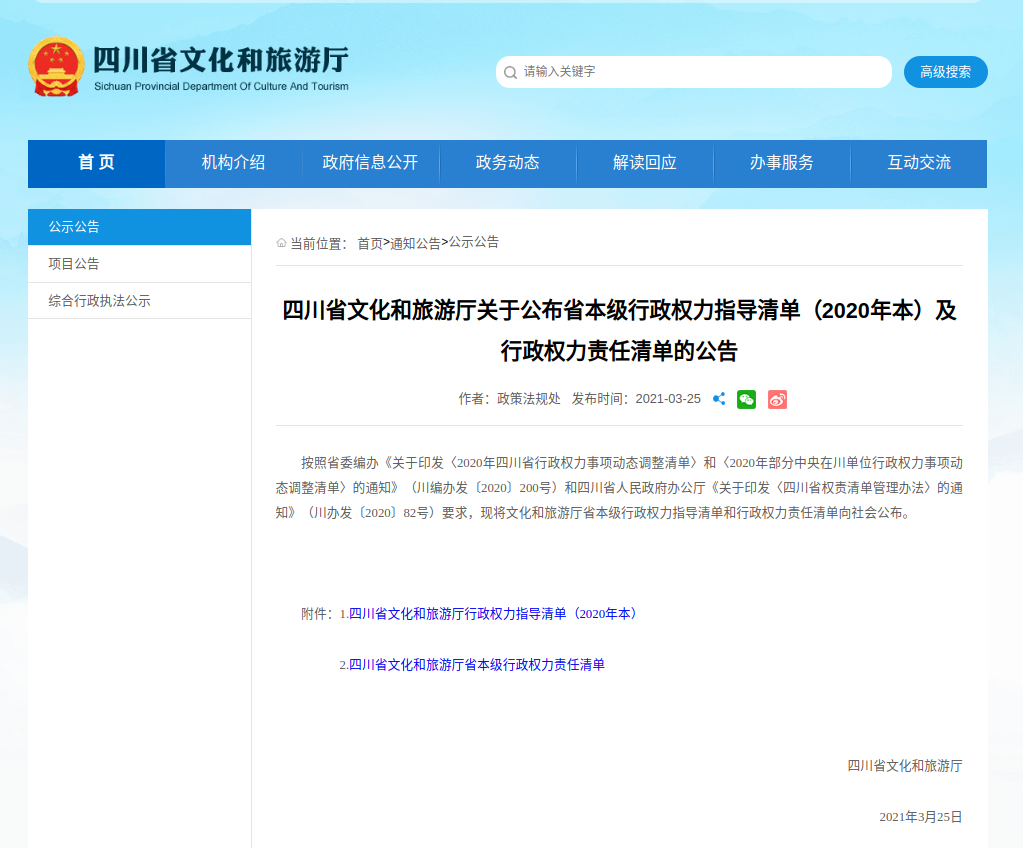 四川省文化和旅游厅
Sichuan Provincial Department Of Culture And Tourism
请输入关键字
高级搜索
首 页
机构介绍
政府信息公开
政务动态
解读回应
办事服务
互动交流
公示公告
项目公告
综合行政执法公示
当前位置： 首页>通知公告>公示公告
四川省文化和旅游厅关于公布省本级行政权力指导清单（2020年本）及
行政权力责任清单的公告
作者：政策法规处 发布时间：2021-03-25
按照省委编办《关于印发〈2020年四川省行政权力事项动态调整清单〉和〈2020年部分中央在川单位行政权力事项动
态调整清单〉的通知》（川编办发〔2020〕200号）和四川省人民政府办公厅《关于印发〈四川省权责清单管理办法〉的通
知》（川办发〔2020〕82号）要求，现将文化和旅游厅省本级行政权力指导清单和行政权力责任清单向社会公布。
附件：1.四川省文化和旅游厅行政权力指导清单（2020年本）
2.四川省文化和旅游厅省本级行政权力责任清单
四川省文化和旅游厅
2021年3月25日